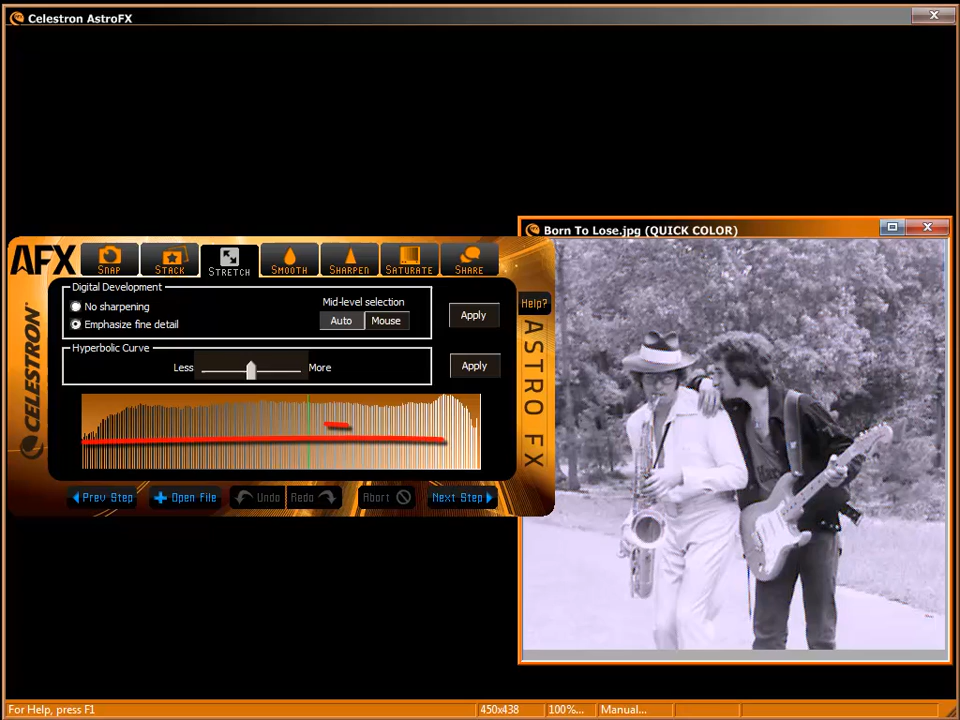 Celestron AstroFX
Born To Lose.jpg (QUICK COLOR)
AFX
SNAP
STACK
STRETCH
SMOOTH
SHARPEN
SATURATE
SHARE
Help?
Digital Development
No sharpening
Emphasize fine detail
Mid-level selection
Auto
Mouse
Apply
Hyperbolic Curve
Less
More
Apply
CELESTRON
ASTRO FX
Prev Step
Open File
Undo
Redo
Abort
Next Step
For Help, press F1
450x438
100%...
Manual...